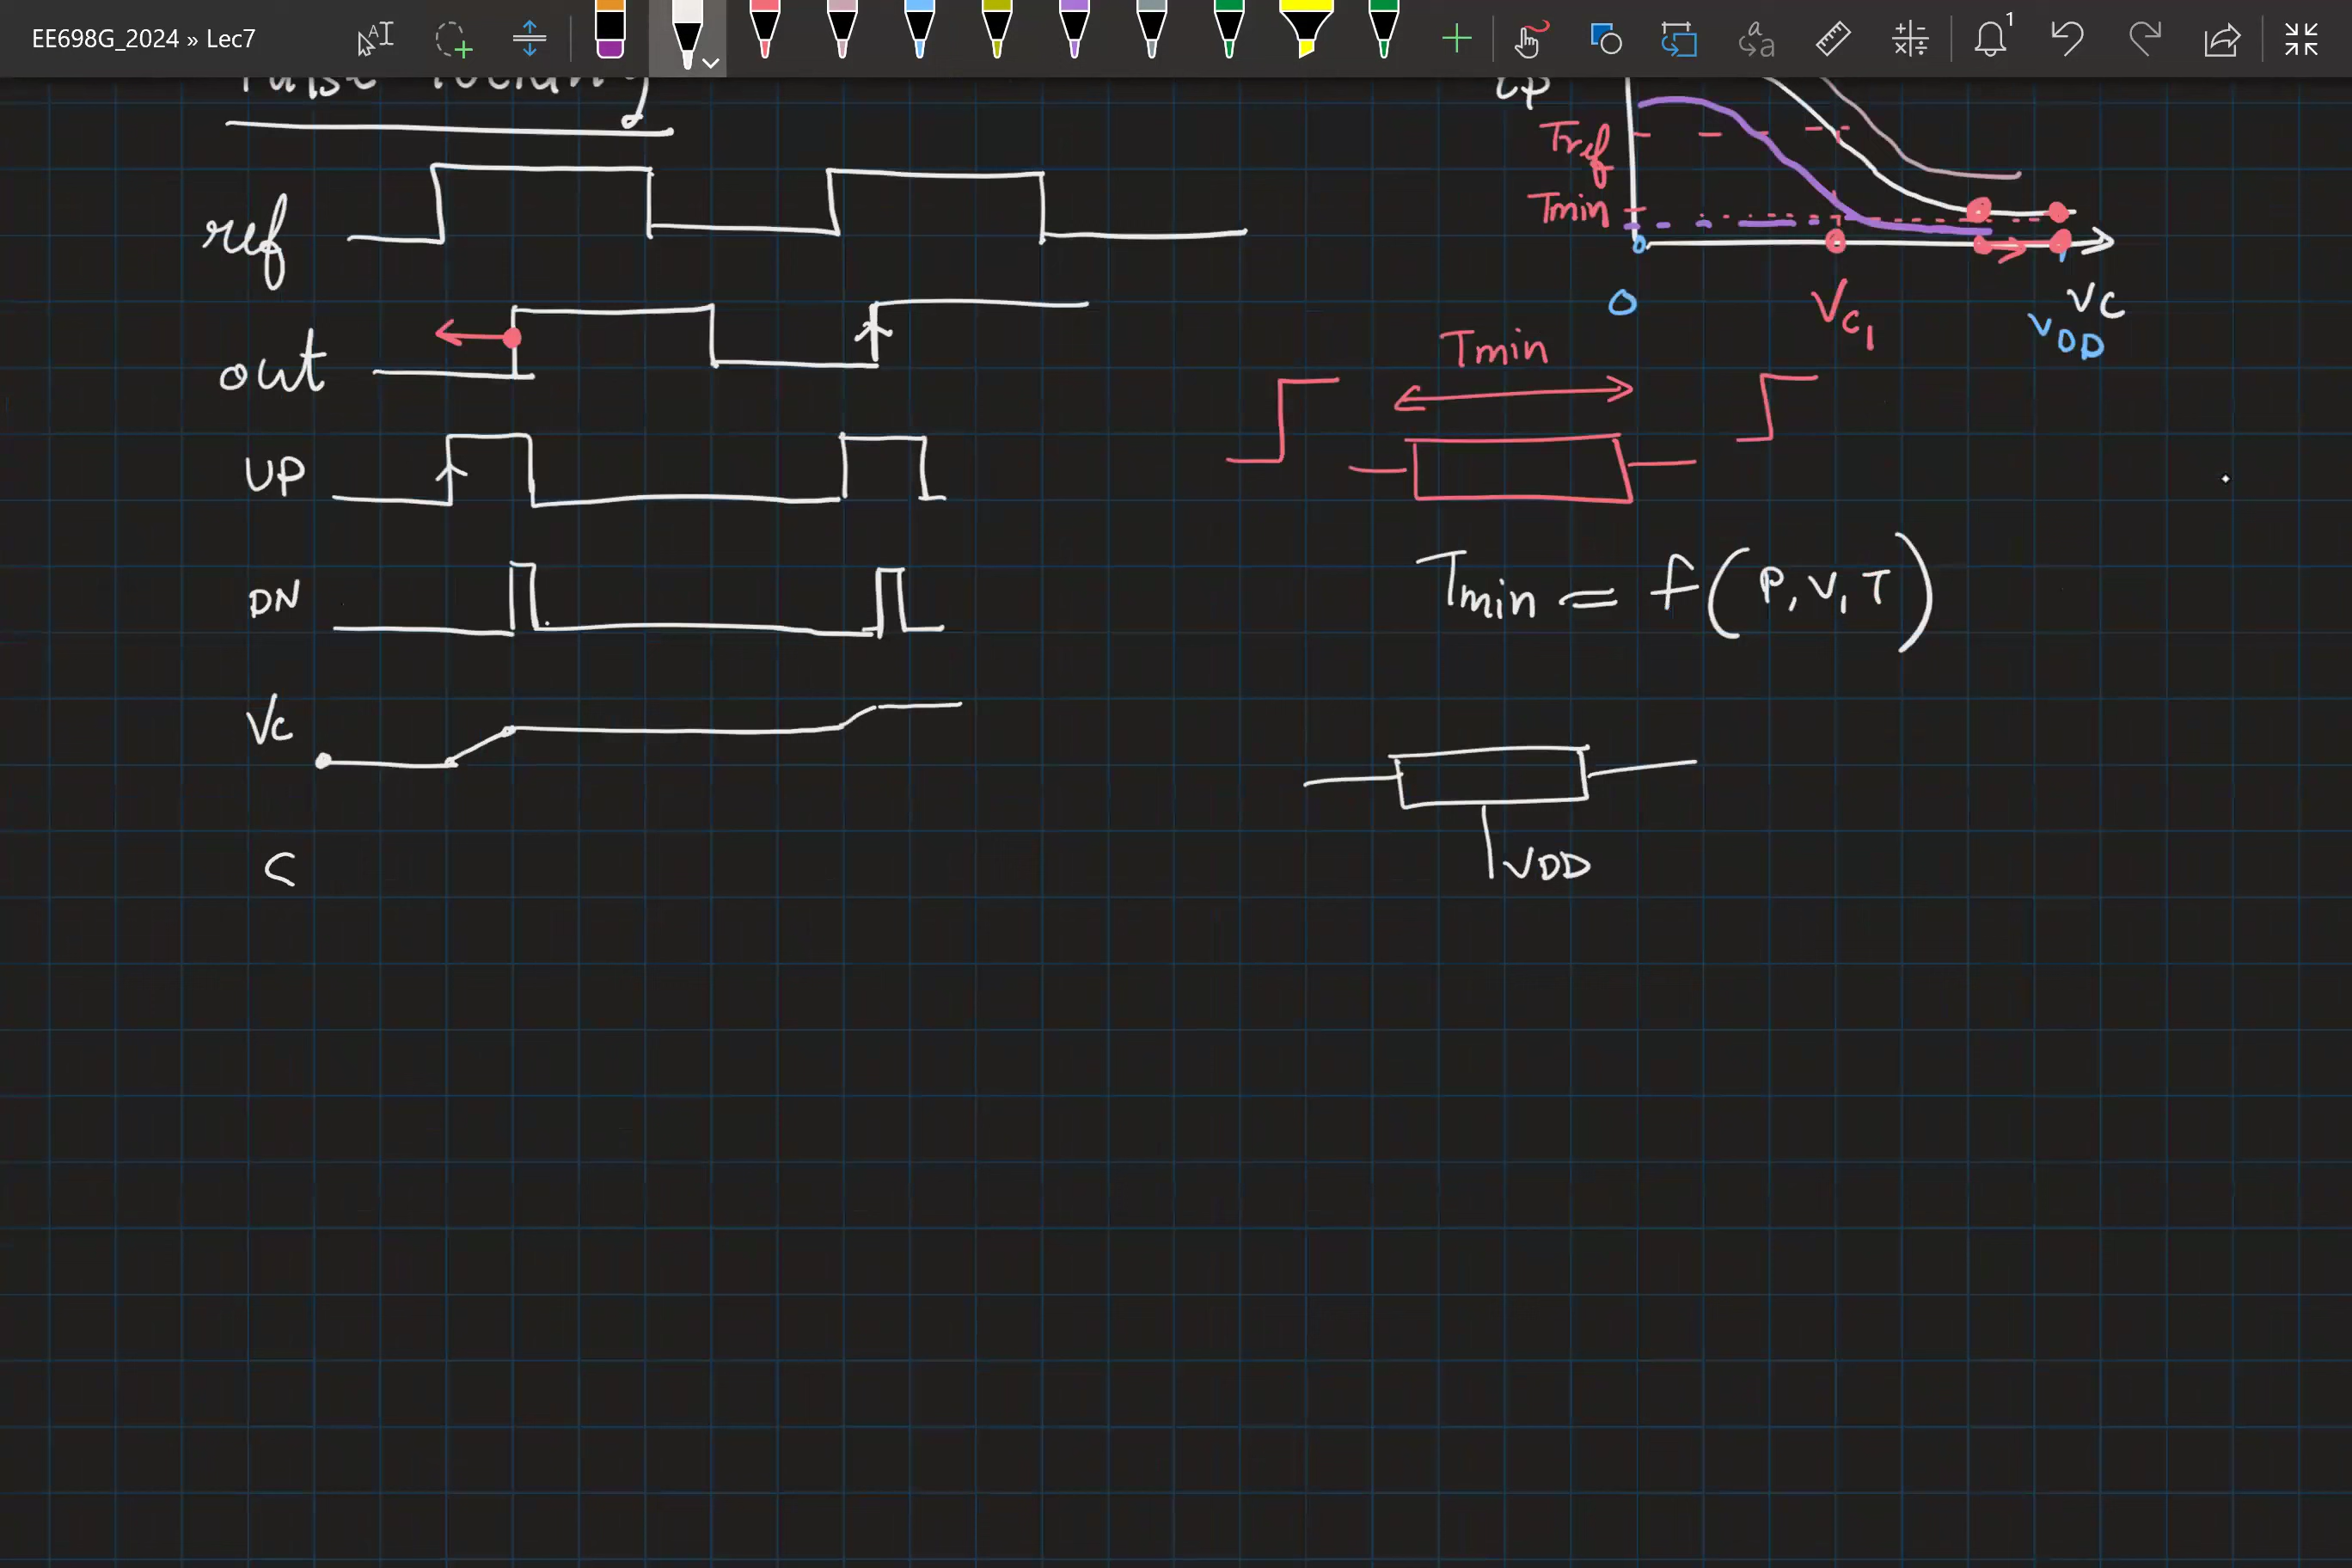 EE698G_2024 » Lec7
ref
out
UP
DN
Vc
C
Tref
Tmin
0
Vc1
VC
VDD
Tmin
Tmin = f(P,V,T)
VDD